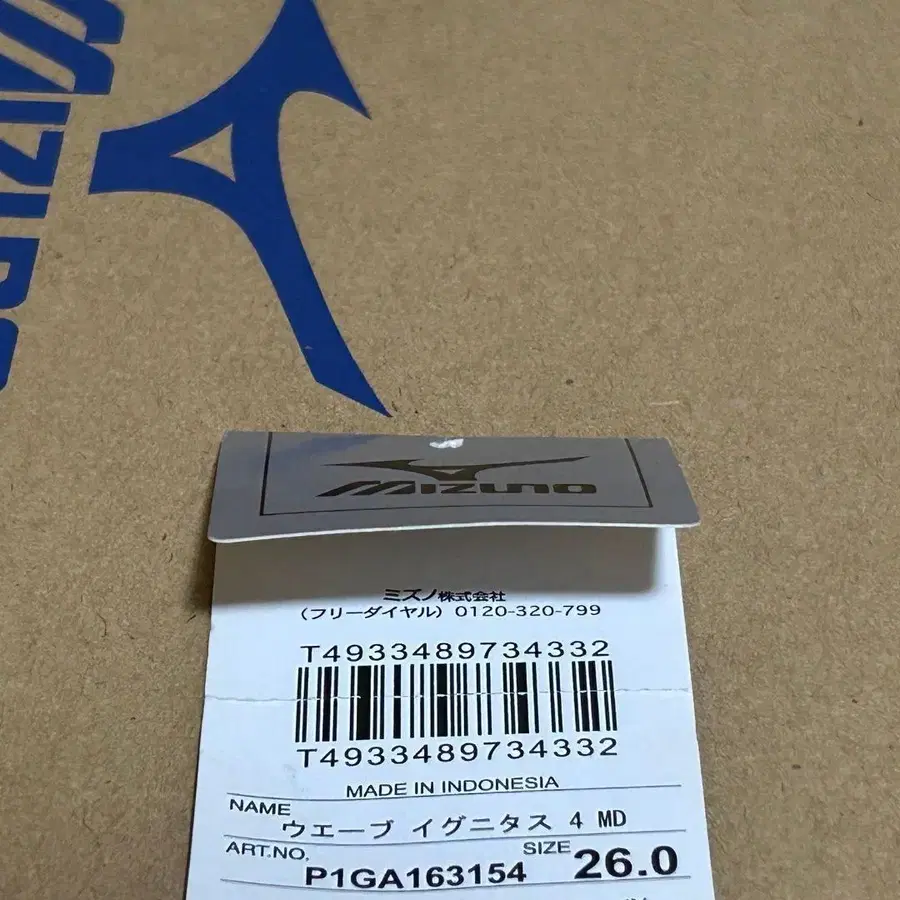 MIZUNO
MIZUNO
ミズノ株式会社
(フリーダイヤル) 0120-320-799
T4933489734332
T4933489734332
MADE IN INDONESIA
NAME ウエーブ イグニタス 4 MD
ART.NO. P1GA163154 SIZE 26.0